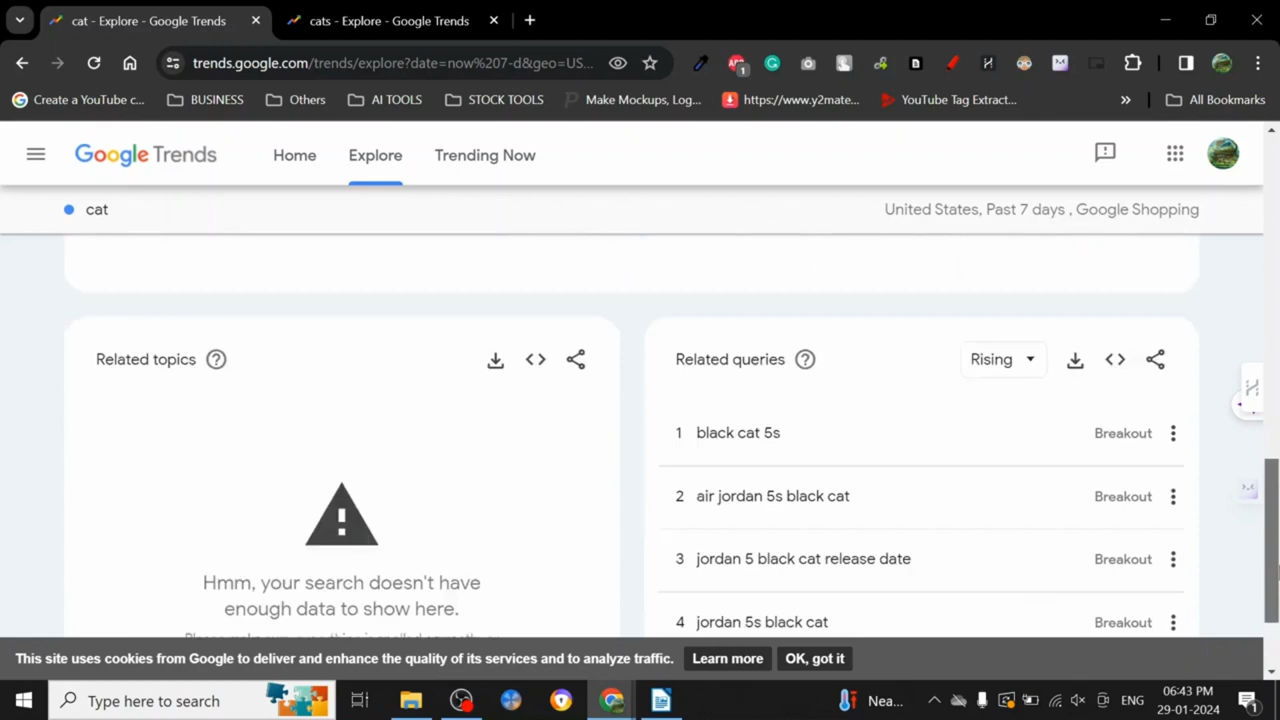 cat - Explore - Google Trends
cats - Explore - Google Trends
trends.google.com/trends/explore?date=now%207-d&geo=US...
1
Create a YouTube c...
BUSINESS
Others
AI TOOLS
STOCK TOOLS
Make Mockups, Log...
https://www.y2mate...
YouTube Tag Extract...
»
All Bookmarks
Google Trends
Home
Explore
Trending Now
cat
United States, Past 7 days , Google Shopping
Related topics
Related queries
Rising
1 black cat 5s Breakout
2 air jordan 5s black cat Breakout
3 jordan 5 black cat release date Breakout
4 jordan 5s black cat Breakout
Hmm, your search doesn't have
enough data to show here.
This site uses cookies from Google to deliver and enhance the quality of its services and to analyze traffic.
Learn more
OK, got it
Type here to search
Nea...
ENG
06:43 PM
29-01-2024
1